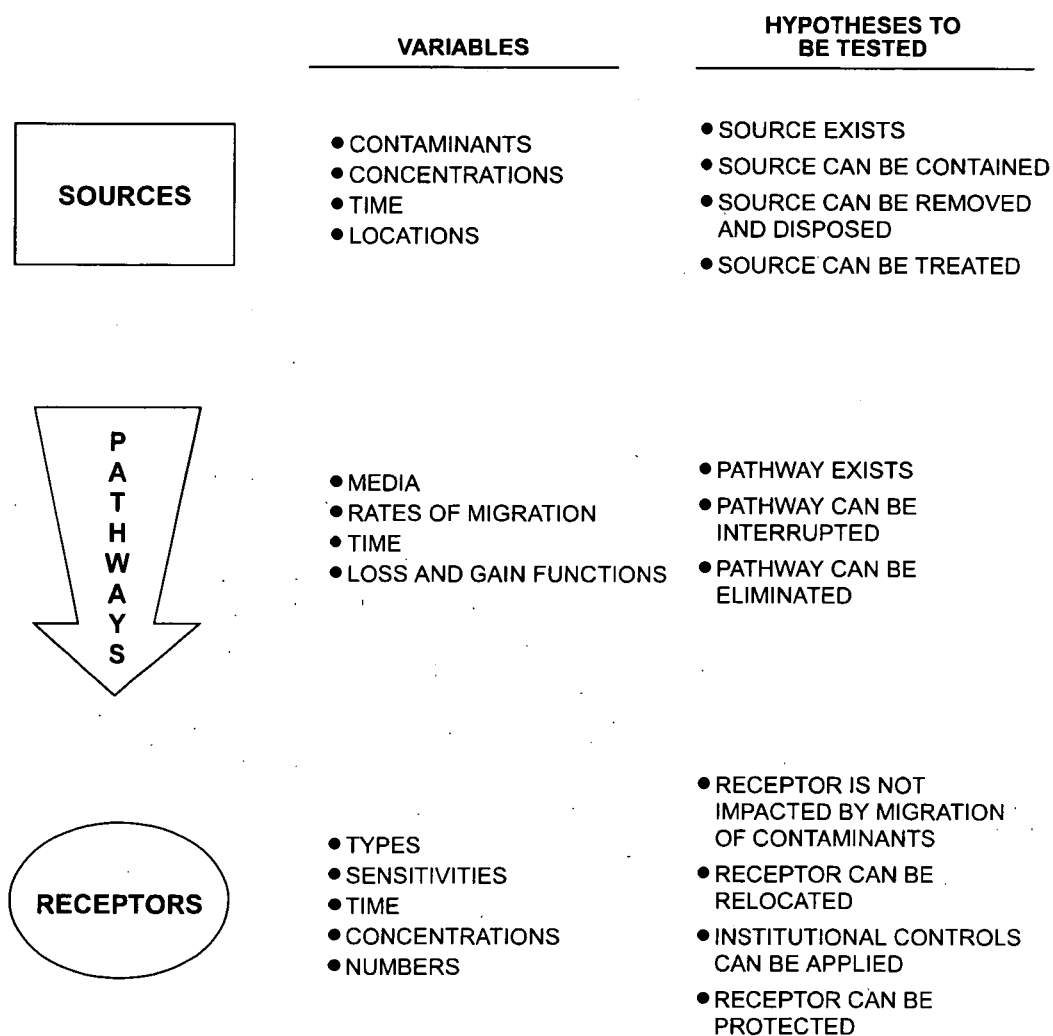 VARIABLES
HYPOTHESES TO
BE TESTED
SOURCES
● CONTAMINANTS
● CONCENTRATIONS
● TIME
● LOCATIONS
● SOURCE EXISTS
● SOURCE CAN BE CONTAINED
● SOURCE CAN BE REMOVED
AND DISPOSED
● SOURCE CAN BE TREATED
PATHWAYS
● MEDIA
● RATES OF MIGRATION
● TIME
● LOSS AND GAIN FUNCTIONS
● PATHWAY EXISTS
● PATHWAY CAN BE
INTERRUPTED
● PATHWAY CAN BE
ELIMINATED
RECEPTORS
● TYPES
● SENSITIVITIES
● TIME
● CONCENTRATIONS
● NUMBERS
● RECEPTOR IS NOT
IMPACTED BY MIGRATION
OF CONTAMINANTS
● RECEPTOR CAN BE
RELOCATED
● INSTITUTIONAL CONTROLS
CAN BE APPLIED
● RECEPTOR CAN BE
PROTECTED